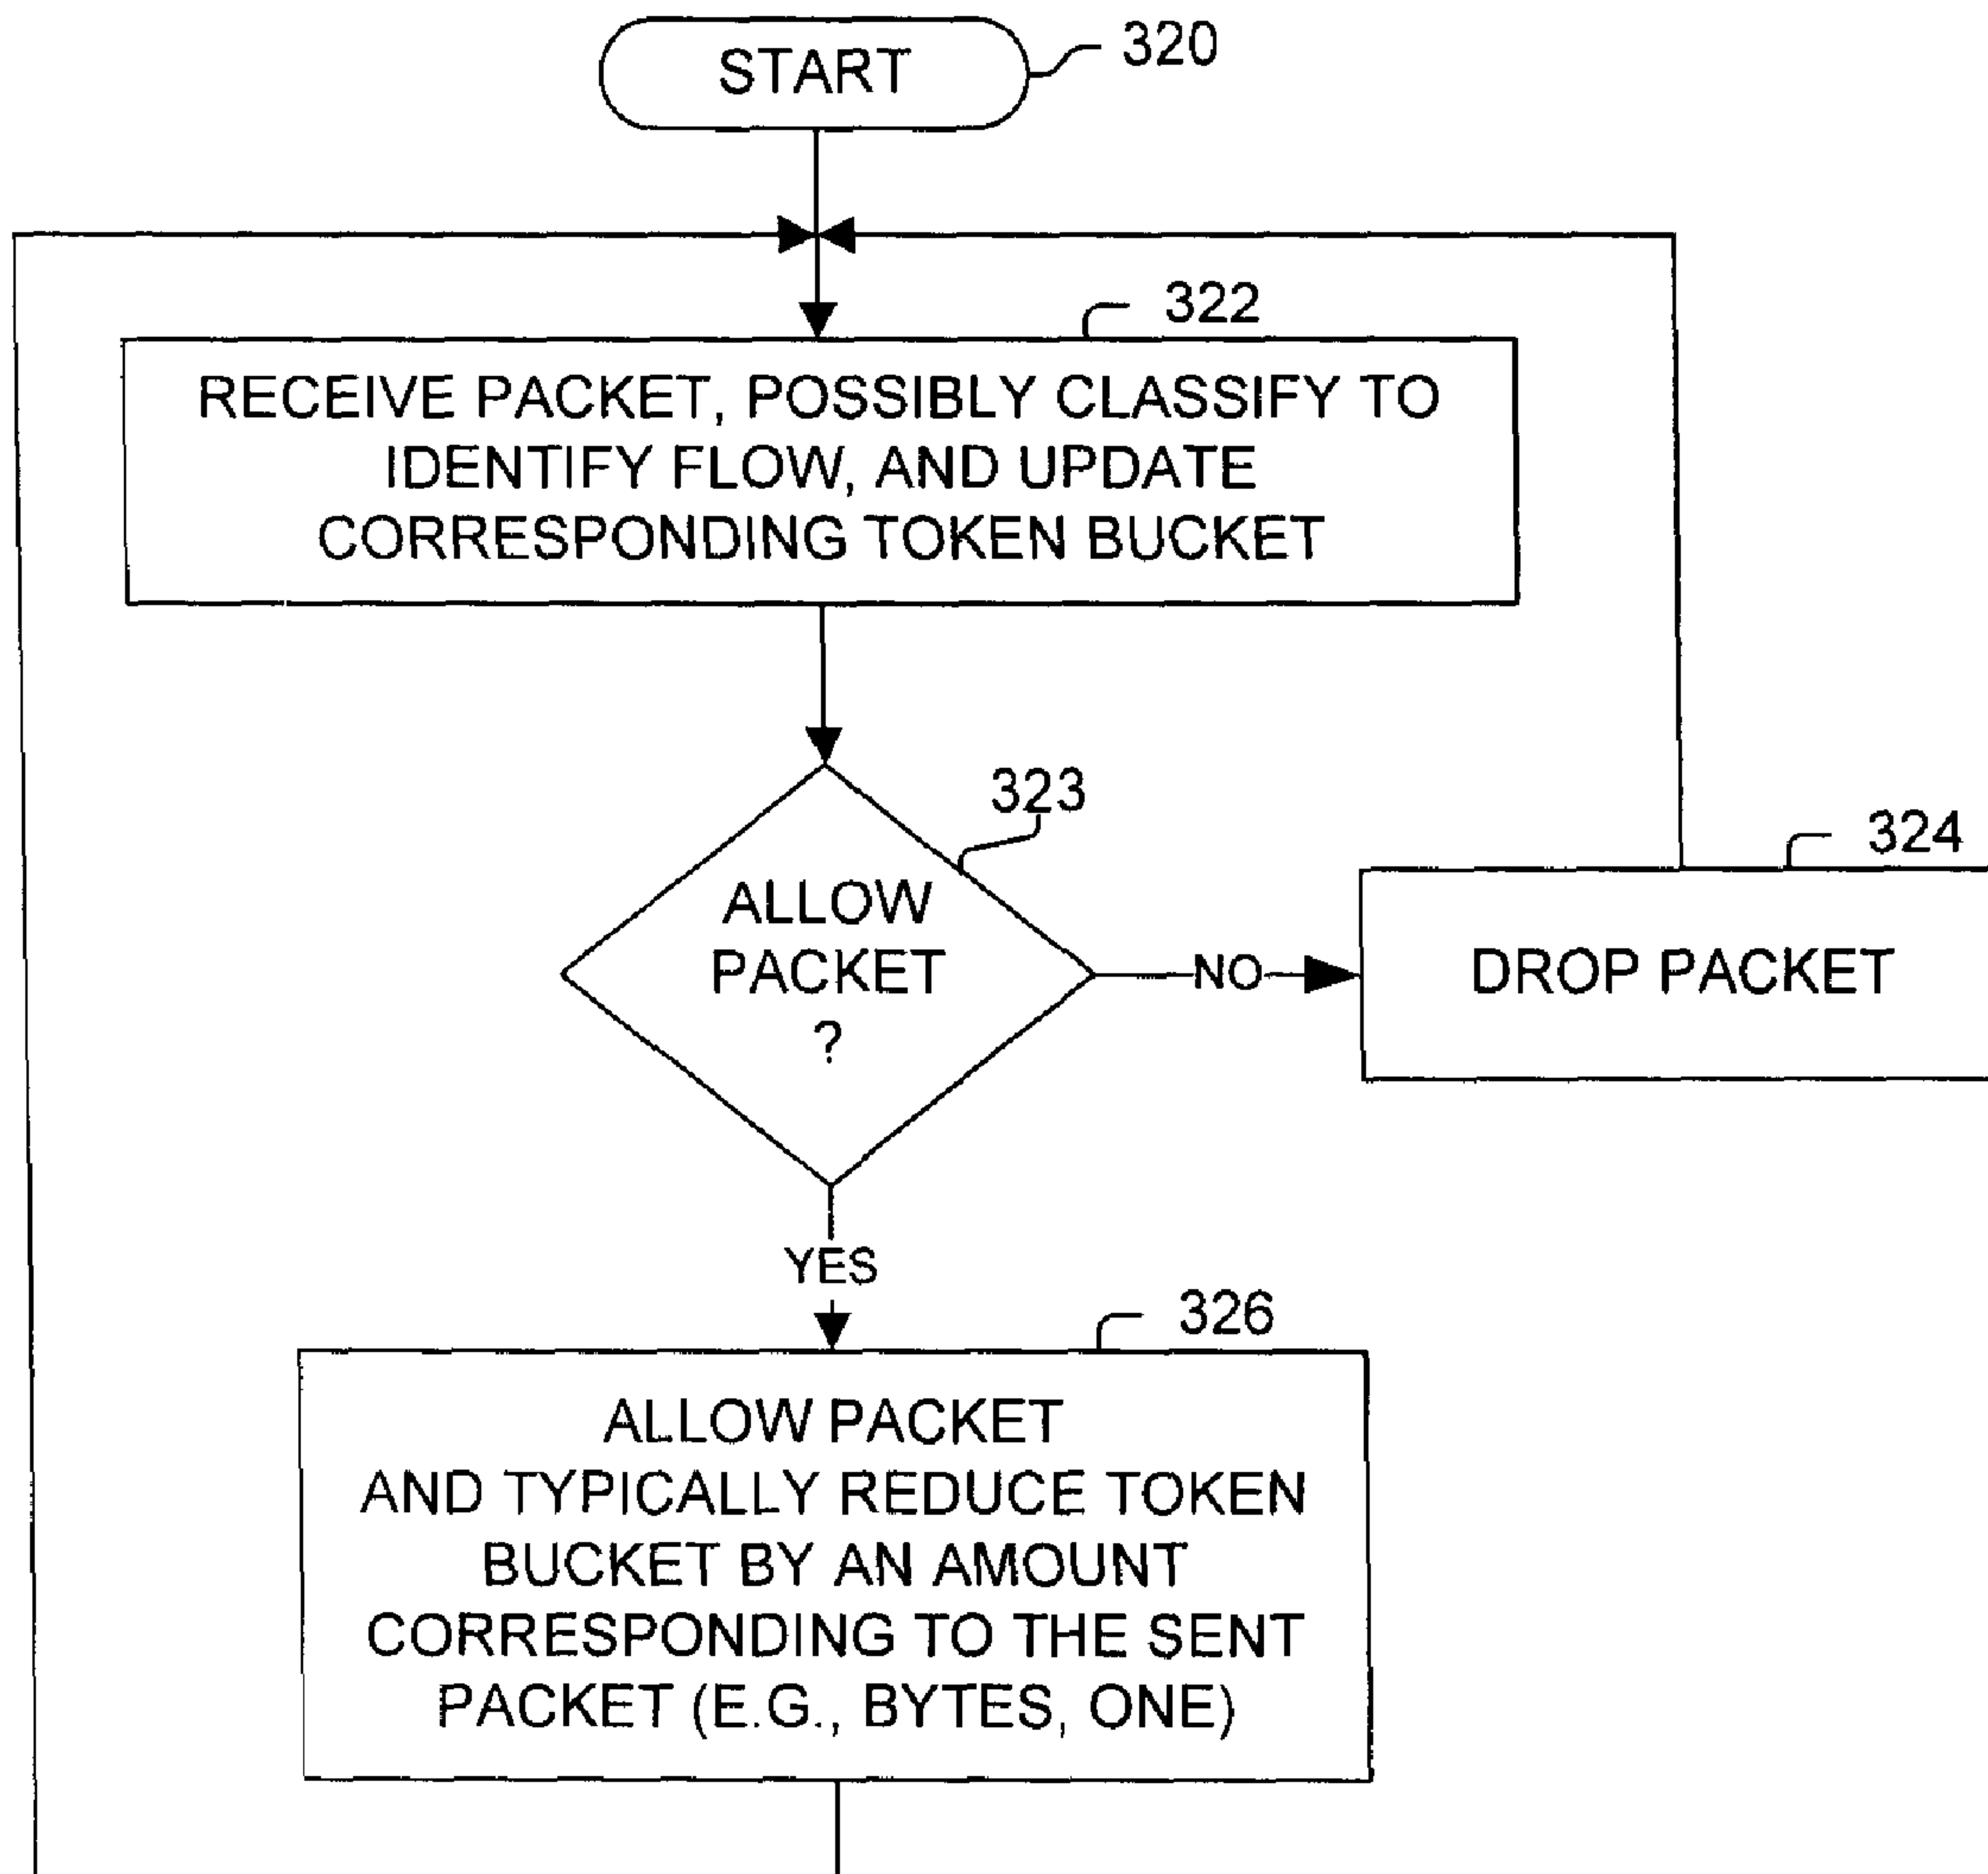 START
320
322
RECEIVE PACKET, POSSIBLY CLASSIFY TO
IDENTIFY FLOW, AND UPDATE
CORRESPONDING TOKEN BUCKET
323
ALLOW
PACKET
?
NO
324
DROP PACKET
YES
326
ALLOW PACKET
AND TYPICALLY REDUCE TOKEN
BUCKET BY AN AMOUNT
CORRESPONDING TO THE SENT
PACKET (E.G., BYTES, ONE)